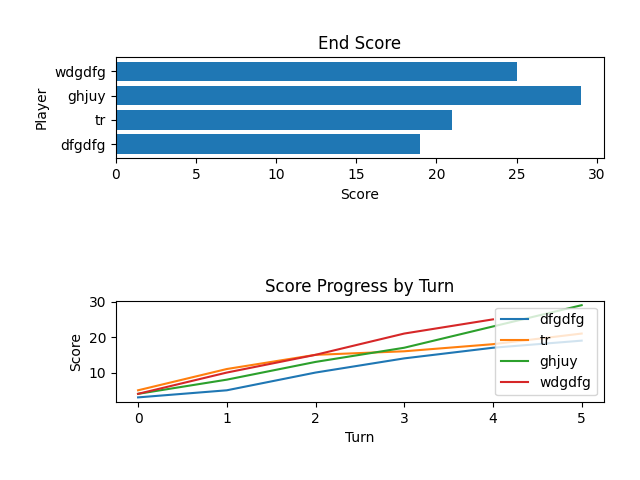 End Score
Player
wdgdfg
ghjuy
tr
dfgdfg
0 5 10 15 20 25 30
Score
Score Progress by Turn
Score
30
20
10
dfgdfg
tr
ghjuy
wdgdfg
0 1 2 3 4 5
Turn